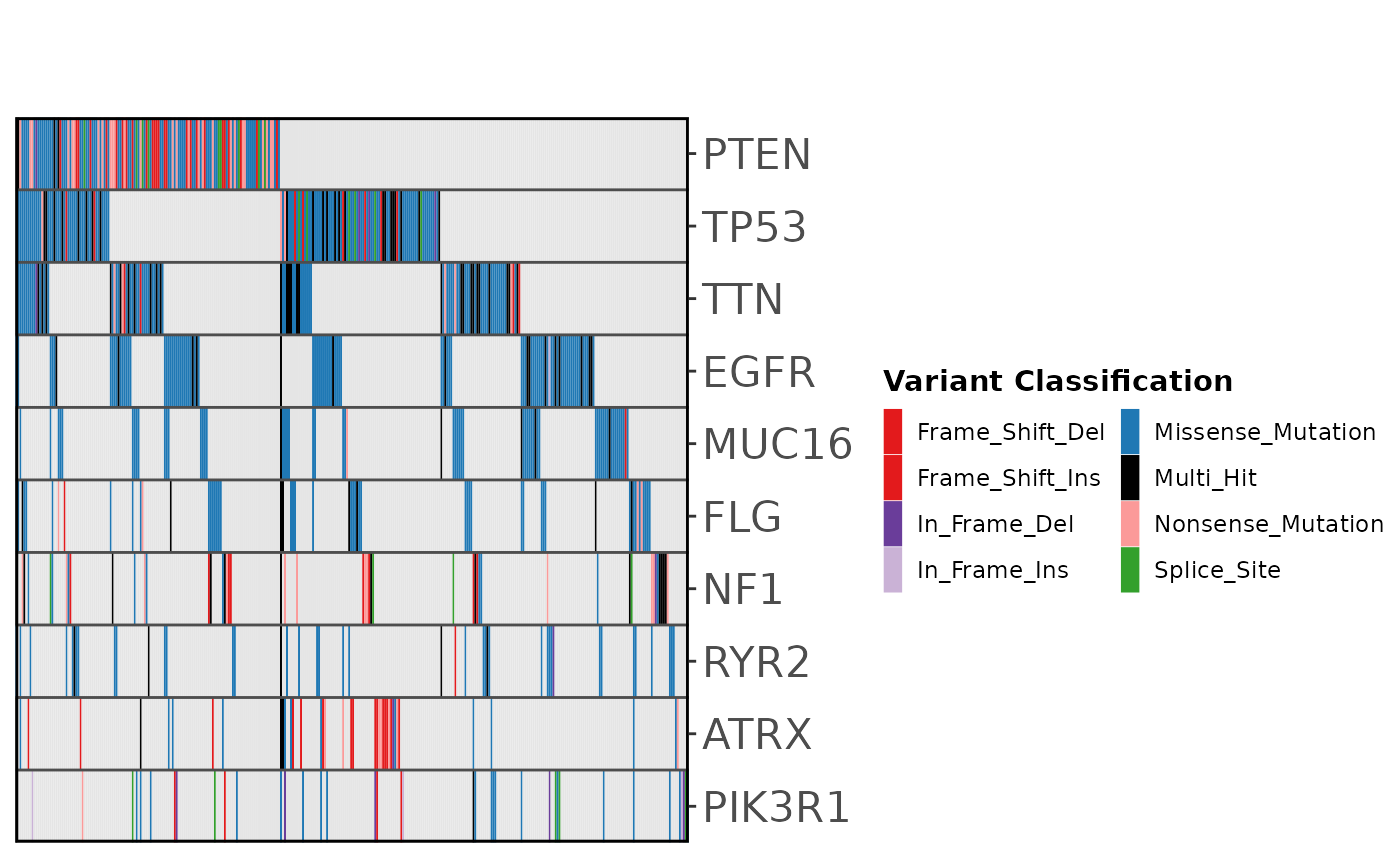 PTEN
TP53
TTN
EGFR
MUC16
FLG
NF1
RYR2
ATRX
PIK3R1
Variant Classification
Frame_Shift_Del
Frame_Shift_Ins
In_Frame_Del
In_Frame_Ins
Missense_Mutation
Multi_Hit
Nonsense_Mutation
Splice_Site